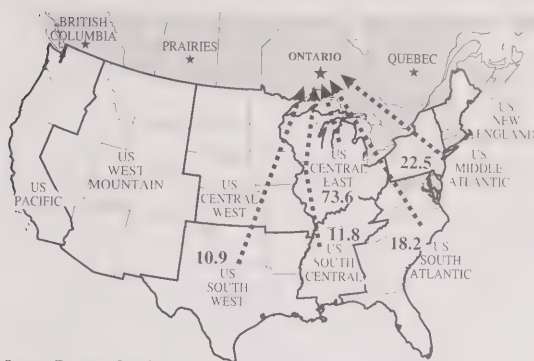 BRITISH
COLUMBIA
PRAIRIES
ONTARIO
QUEBEC
US
NEW
ENGLAND
US
WEST
MOUNTAIN
US
CENTRAL
EAST
73.6
22.5
US
MIDDLE
ATLANTIC
US
PACIFIC
US
CENTRAL
WEST
10.9
US
SOUTH
WEST
11.8
US
SOUTH
CENTRAL
18.2
US
SOUTH
ATLANTIC